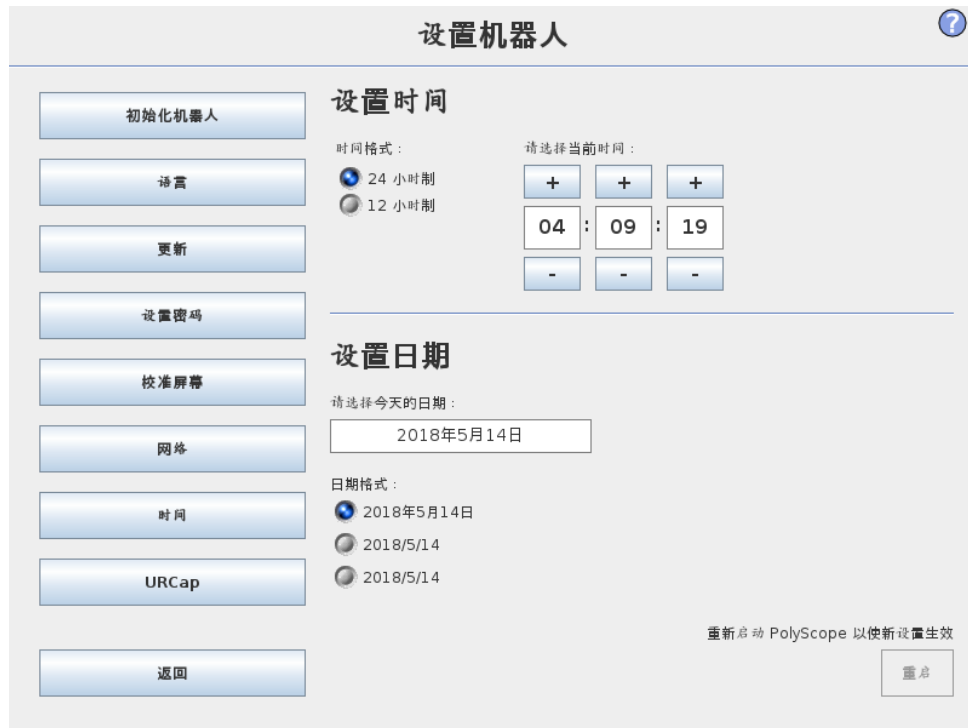 设置机器人
?
初始化机器人
语言
更新
设置密码
校准屏幕
网络
时间
URCap
返回
设置时间
时间格式：
24 小时制
12 小时制
请选择当前时间：
+ + +
04 : 09 : 19
- - -
设置日期
请选择今天的日期：
2018年5月14日
日期格式：
2018年5月14日
2018/5/14
2018/5/14
重新启动 PolyScope 以使新设置生效
重启